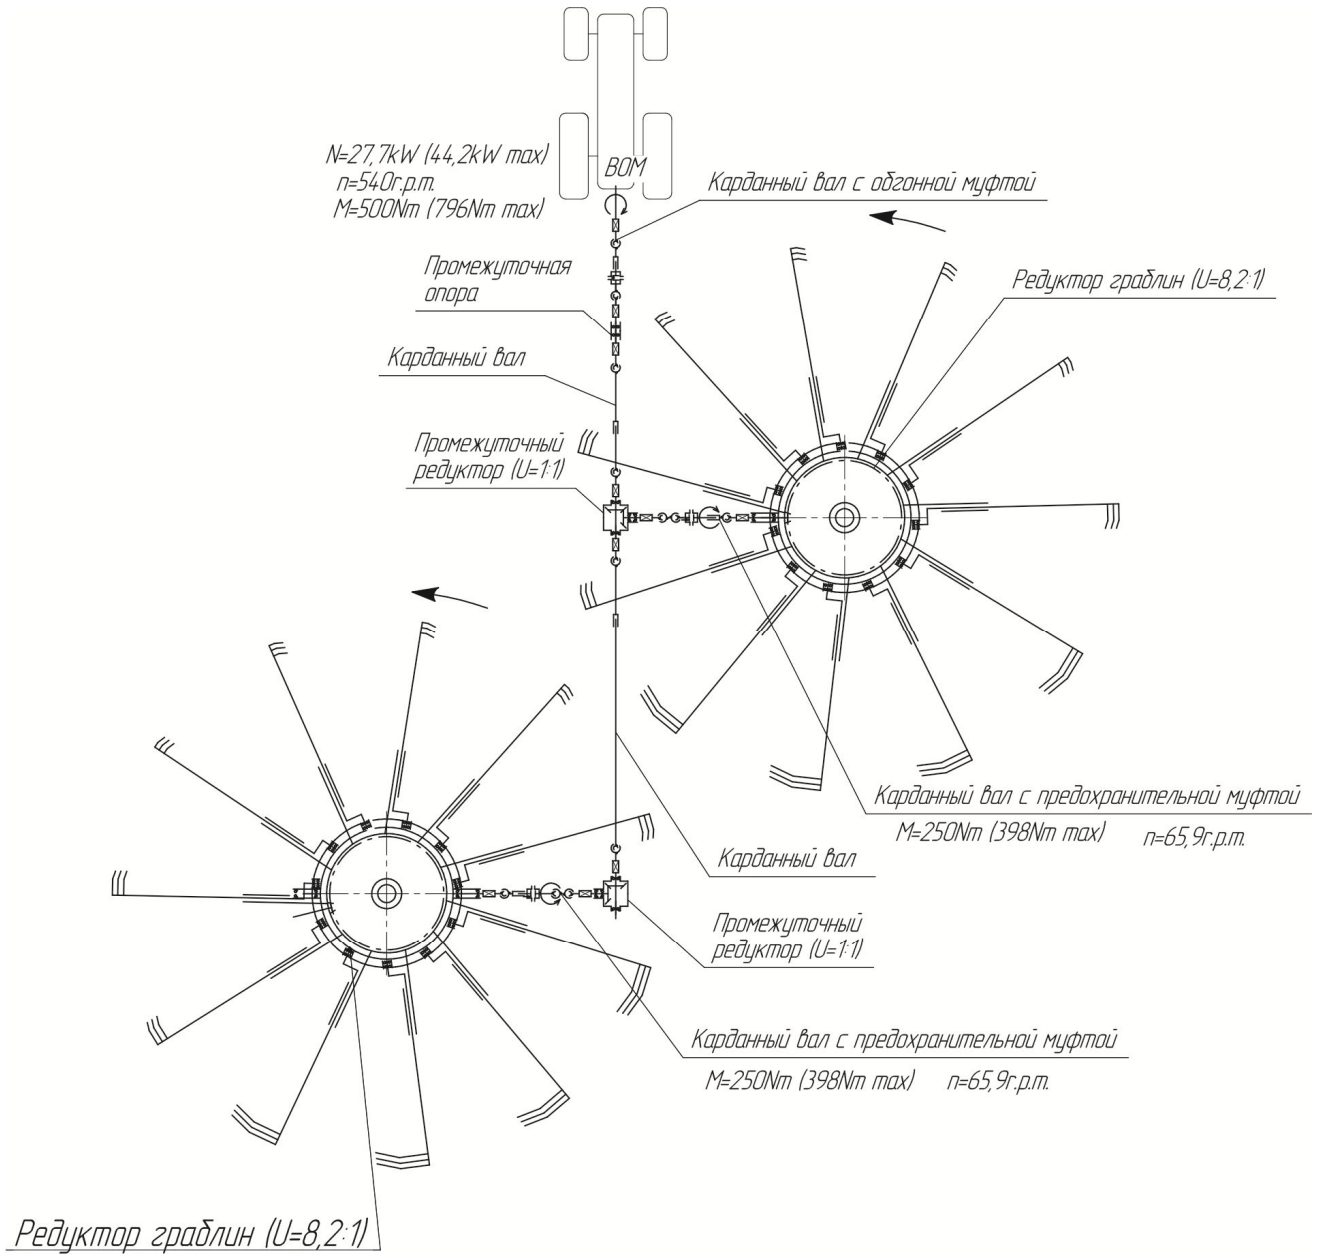 N=27,7kW (44,2kW max)
n=540r.p.m.
M=500Nm (796Nm max)
ВОМ
Карданный вал с обгонной муфтой
Промежуточная
опора
Редуктор граблин (U=8,2:1)
Карданный вал
Промежуточный
редуктор (U=1:1)
Карданный вал с предохранительной муфтой
M=250Nm (398Nm max) n=65,9r.p.m.
Карданный вал
Промежуточный
редуктор (U=1:1)
Карданный вал с предохранительной муфтой
M=250Nm (398Nm max) n=65,9r.p.m.
Редуктор граблин (U=8,2:1)